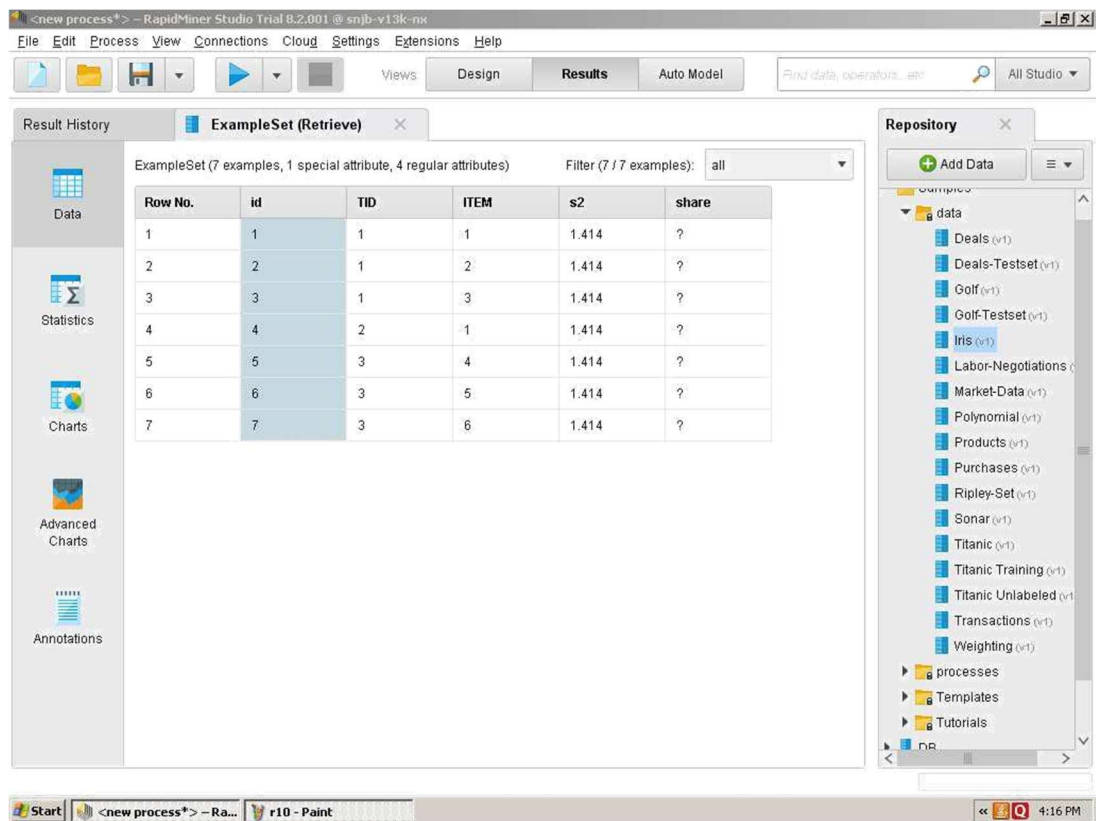 <new process*> – RapidMiner Studio Trial 8.2.001 @ snjb-v13k-nx
File Edit Process View Connections Cloud Settings Extensions Help
Views Design Results Auto Model Find data, operators...etc All Studio
Result History ExampleSet (Retrieve)
Repository
Add Data
ExampleSet (7 examples, 1 special attribute, 4 regular attributes) Filter (7 / 7 examples): all
Row No. id TID ITEM s2 share
1 1 1 1 1.414 ?
2 2 1 2 1.414 ?
3 3 1 3 1.414 ?
4 4 2 1 1.414 ?
5 5 3 4 1.414 ?
6 6 3 5 1.414 ?
7 7 3 6 1.414 ?
Data
Statistics
Charts
Advanced
Charts
Annotations
Samples
data
Deals (v1)
Deals-Testset (v1)
Golf (v1)
Golf-Testset (v1)
Iris (v1)
Labor-Negotiations (
Market-Data (v1)
Polynomial (v1)
Products (v1)
Purchases (v1)
Ripley-Set (v1)
Sonar (v1)
Titanic (v1)
Titanic Training (v1)
Titanic Unlabeled (v1
Transactions (v1)
Weighting (v1)
processes
Templates
Tutorials
DB
Start <new process*> – Ra... r10 - Paint 4:16 PM